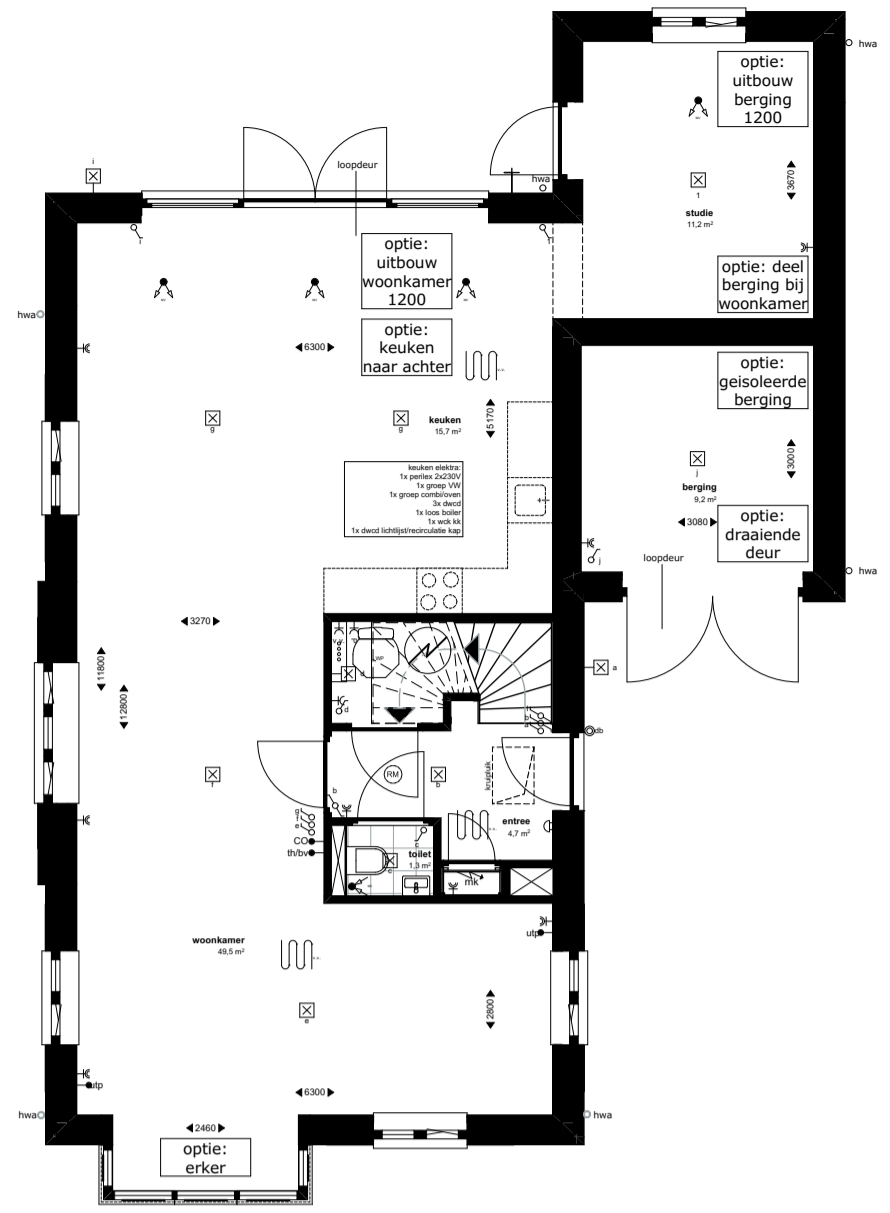 hwa
optie:
uitbouw
berging
1200
i
loopdeur
hwa
1
3670
studie
11,2 m²
optie:
uitbouw
woonkamer
1200
optie: deel
berging bij
woonkamer
hwa
6300
optie:
keuken
naar achter
optie:
geisoleerde
berging
g
g
keuken
15,7 m²
5170
j
3000
berging
9,2 m²
keuken elektra:
1x perilex 2x230V
1x groep VW
1x groep combi/oven
3x dwcd
1x loos boiler
1x wck kk
1x dwcd lichtlijst/recirculatie kap
3080
optie:
draaiende
deur
j
loopdeur
hwa
3270
11800
12800
WP
d
d
a
db
f
b
RM
b
kruipluik
entree
4,7 m²
g
f
e
CO
th/bv
c
toilet
1,3 m²
mk
woonkamer
49,5 m²
utp
e
2800
utp
6300
hwa
hwa
2460
optie:
erker